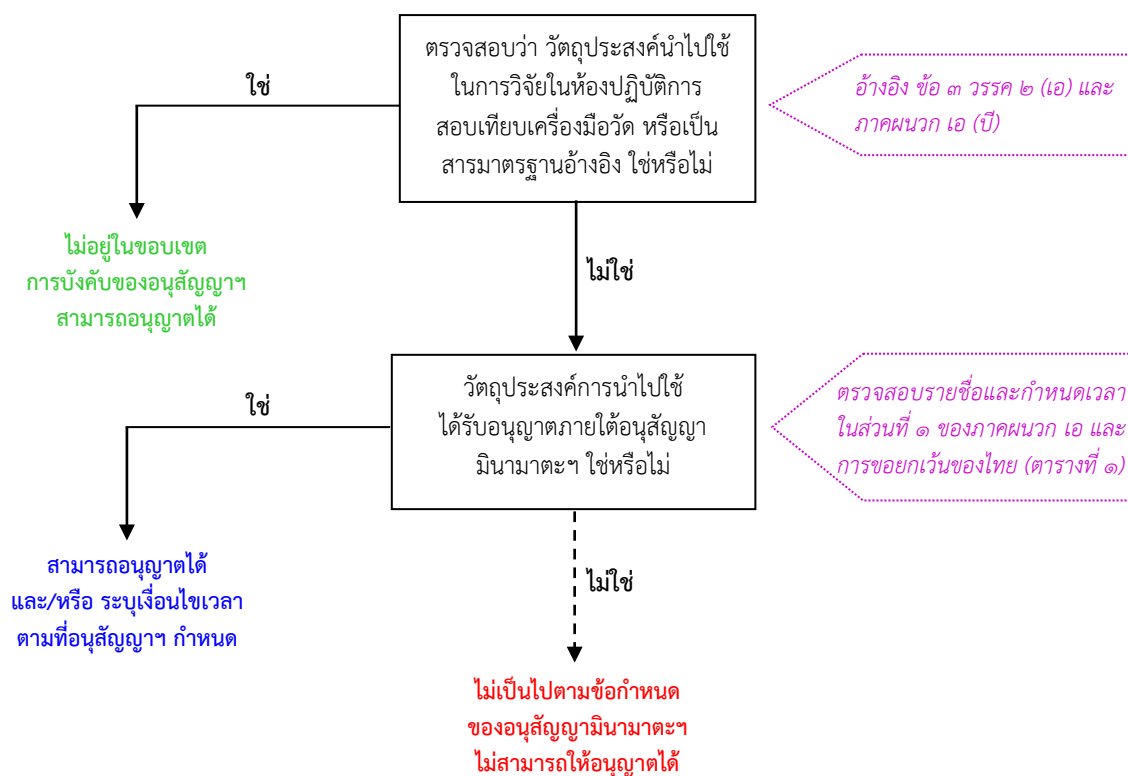 ตรวจสอบว่า วัตถุประสงค์นำไปใช้
ในการวิจัยในห้องปฏิบัติการ
สอบเทียบเครื่องมือวัด หรือเป็น
สารมาตรฐานอ้างอิง ใช่หรือไม่
อ้างอิง ข้อ ๓ วรรค ๒ (เอ) และ
ภาคผนวก เอ (บี)
ใช่
ไม่อยู่ในขอบเขต
การบังคับของอนุสัญญาฯ
สามารถอนุญาตได้
ไม่ใช่
วัตถุประสงค์การนำไปใช้
ได้รับอนุญาตภายใต้อนุสัญญา
มินามาตะฯ ใช่หรือไม่
ตรวจสอบรายชื่อและกำหนดเวลา
ในส่วนที่ ๑ ของภาคผนวก เอ และ
การขอยกเว้นของไทย (ตารางที่ ๑)
ใช่
สามารถอนุญาตได้
และ/หรือ ระบุเงื่อนไขเวลา
ตามที่อนุสัญญาฯ กำหนด
ไม่ใช่
ไม่เป็นไปตามข้อกำหนด
ของอนุสัญญามินามาตะฯ
ไม่สามารถให้อนุญาตได้